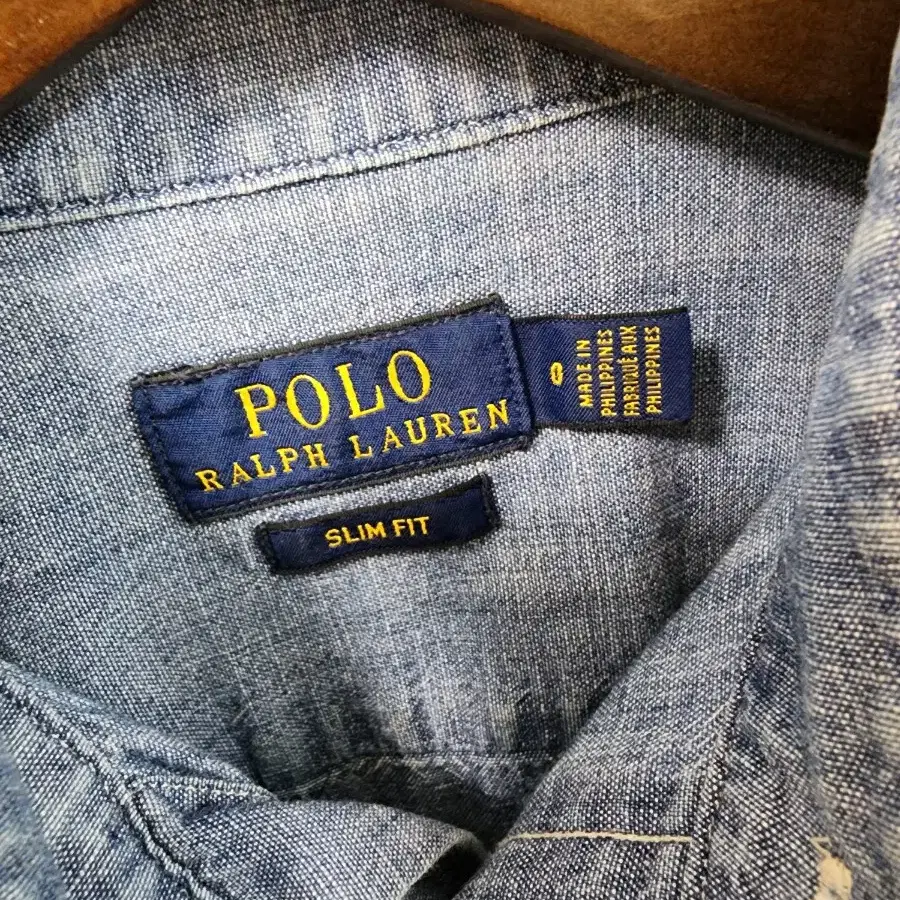 POLO
RALPH LAUREN
SLIM FIT
0
MADE IN
PHILIPPINES
FABRIQUÉ AUX
PHILIPPINES